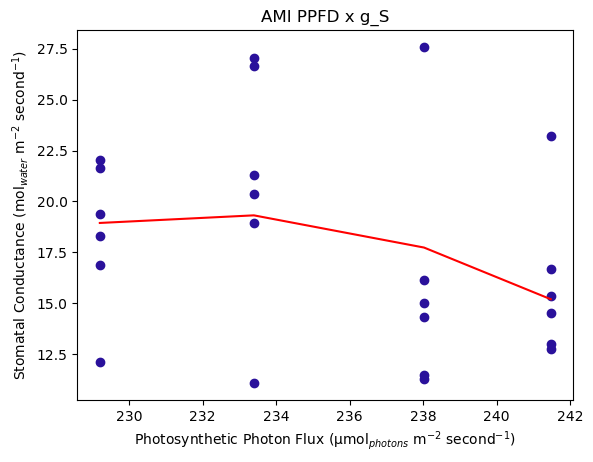 AMI PPFD x g_S
27.5
25.0
22.5
20.0
17.5
15.0
12.5
Stomatal Conductance (mol_water m⁻² second⁻¹)
230 232 234 236 238 240 242
Photosynthetic Photon Flux (µmol_photons m⁻² second⁻¹)